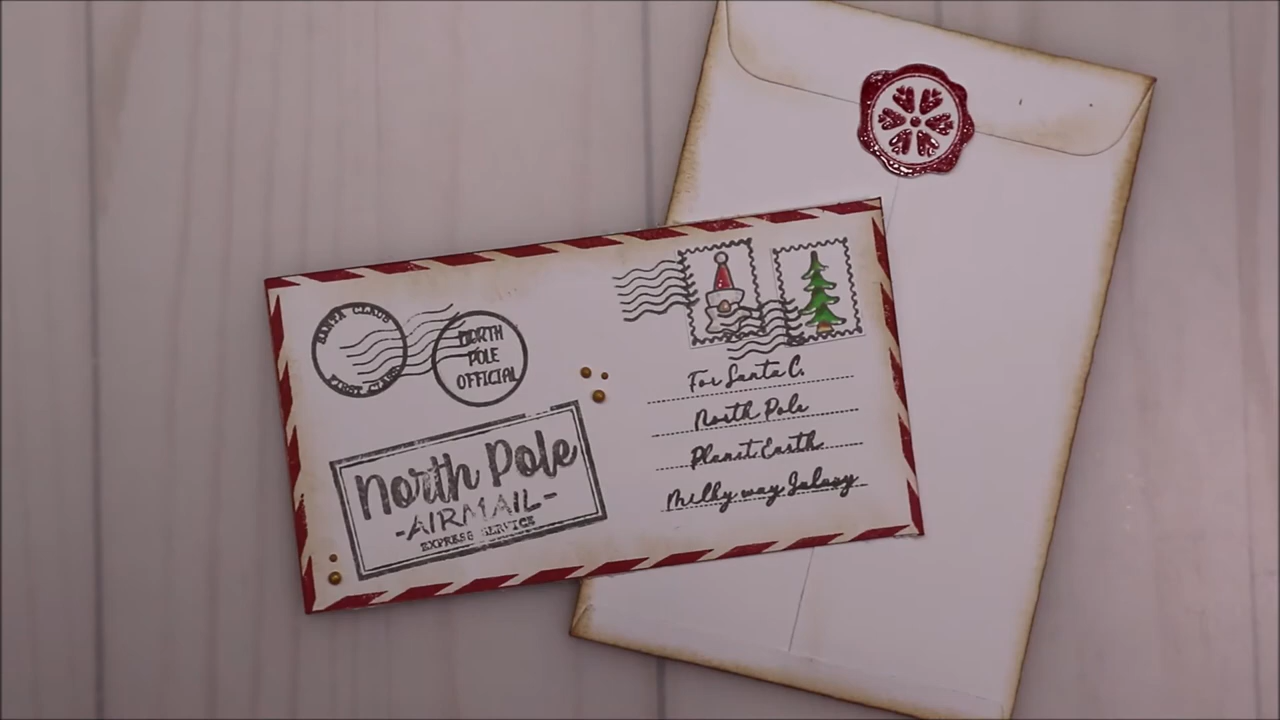 SANTA CLAUS
FIRST CLASS
NORTH
POLE
OFFICIAL
North Pole
-AIRMAIL-
EXPRESS SERVICE
For Santa C.
North Pole
Planet Earth
Milky way Galaxy